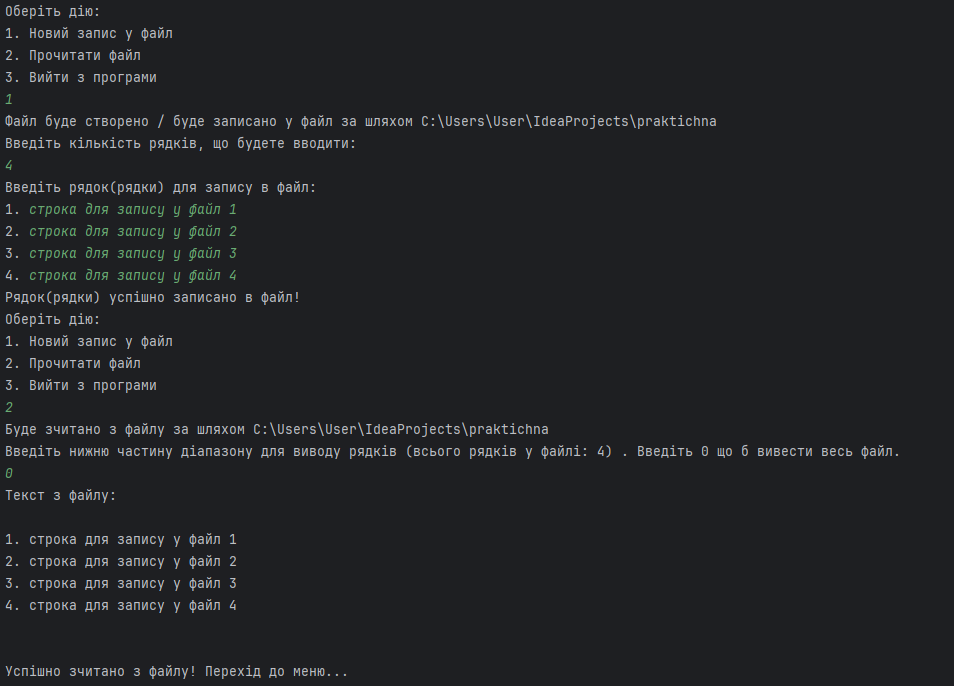 Оберіть дію:
1. Новий запис у файл
2. Прочитати файл
3. Вийти з програми
1
Файл буде створено / буде записано у файл за шляхом C:\Users\User\IdeaProjects\praktichna
Введіть кількість рядків, що будете вводити:
4
Введіть рядок(рядки) для запису в файл:
1. строка для запису у файл 1
2. строка для запису у файл 2
3. строка для запису у файл 3
4. строка для запису у файл 4
Рядок(рядки) успішно записано в файл!
Оберіть дію:
1. Новий запис у файл
2. Прочитати файл
3. Вийти з програми
2
Буде зчитано з файлу за шляхом C:\Users\User\IdeaProjects\praktichna
Введіть нижню частину діапазону для виводу рядків (всього рядків у файлі: 4) . Введіть 0 що б вивести весь файл.
0
Текст з файлу:
1. строка для запису у файл 1
2. строка для запису у файл 2
3. строка для запису у файл 3
4. строка для запису у файл 4
Успішно зчитано з файлу! Перехід до меню...